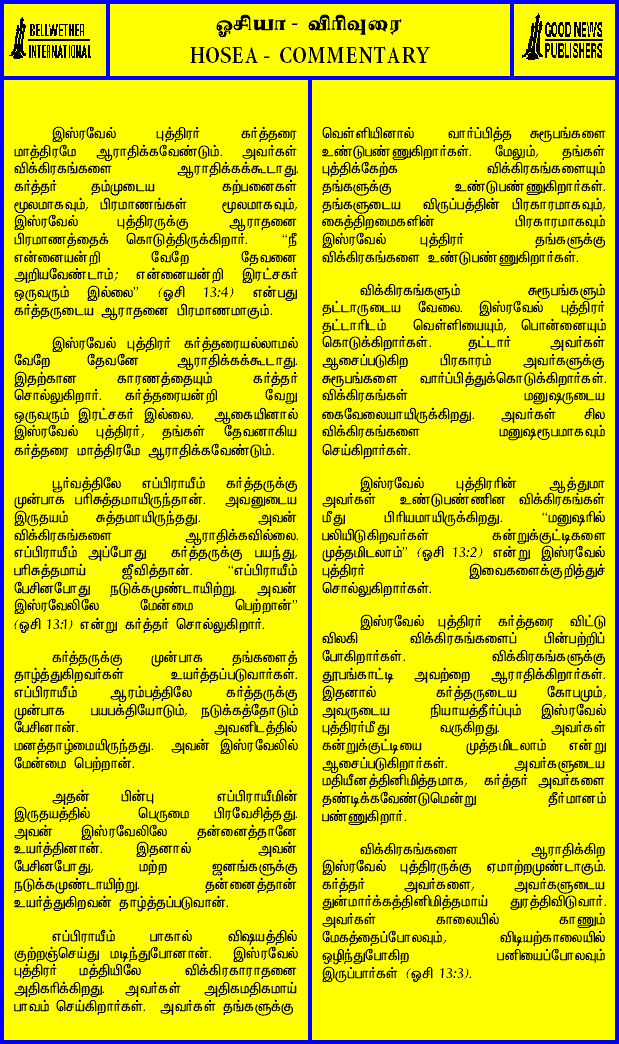 BELLWETHER
INTERNATIONAL
ஓசியா - விரிவுரை
HOSEA - COMMENTARY
GOOD NEWS
PUBLISHERS
இஸ்ரவேல் புத்திரர் கர்த்தரை
மாத்திரமே ஆராதிக்கவேண்டும். அவர்கள்
விக்கிரகங்களை ஆராதிக்கக்கூடாது.
கர்த்தர் தம்முடைய கற்பனைகள்
மூலமாகவும், பிரமாணங்கள் மூலமாகவும்,
இஸ்ரவேல் புத்திரருக்கு ஆராதனை
பிரமாணத்தைக் கொடுத்திருக்கிறார். “நீ
என்னையன்றி வேறே தேவனை
அறியவேண்டாம்; என்னையன்றி இரட்சகர்
ஒருவரும் இல்லை” (ஓசி 13:4) என்பது
கர்த்தருடைய ஆராதனை பிரமாணமாகும்.
இஸ்ரவேல் புத்திரர் கர்த்தரையல்லாமல்
வேறே தேவனே ஆராதிக்கக்கூடாது.
இதற்கான காரணத்தையும் கர்த்தர்
சொல்லுகிறார். கர்த்தரையன்றி வேறு
ஒருவரும் இரட்சகர் இல்லை. ஆகையினால்
இஸ்ரவேல் புத்திரர், தங்கள் தேவனாகிய
கர்த்தரை மாத்திரமே ஆராதிக்கவேண்டும்.
பூர்வத்திலே எப்பிராயீம் கர்த்தருக்கு
முன்பாக பரிசுத்தமாயிருந்தான். அவனுடைய
இருதயம் சுத்தமாயிருந்தது. அவன்
விக்கிரகங்களை ஆராதிக்கவில்லை.
எப்பிராயீம் அப்போது கர்த்தருக்கு பயந்து,
பரிசுத்தமாய் ஜீவித்தான். “எப்பிராயீம்
பேசினபோது நடுக்கமுண்டாயிற்று. அவன்
இஸ்ரவேலிலே மேன்மை பெற்றான்”
(ஓசி 13:1) என்று கர்த்தர் சொல்லுகிறார்.
கர்த்தருக்கு முன்பாக தங்களைத்
தாழ்த்துகிறவர்கள் உயர்த்தப்படுவார்கள்.
எப்பிராயீம் ஆரம்பத்திலே கர்த்தருக்கு
முன்பாக பயபக்தியோடும், நடுக்கத்தோடும்
பேசினான். அவனிடத்தில்
மனத்தாழ்மையிருந்தது. அவன் இஸ்ரவேலில்
மேன்மை பெற்றான்.
அதன் பின்பு எப்பிராயீமின்
இருதயத்தில் பெருமை பிரவேசித்தது.
அவன் இஸ்ரவேலிலே தன்னைத்தானே
உயர்த்தினான். இதனால் அவன்
பேசினபோது, மற்ற ஜனங்களுக்கு
நடுக்கமுண்டாயிற்று. தன்னைத்தான்
உயர்த்துகிறவன் தாழ்த்தப்படுவான்.
எப்பிராயீம் பாகால் விஷயத்தில்
குற்றஞ்செய்து மடிந்துபோனான். இஸ்ரவேல்
புத்திரர் மத்தியிலே விக்கிரகாராதனை
அதிகரிக்கிறது. அவர்கள் அதிகமதிகமாய்
பாவம் செய்கிறார்கள். அவர்கள் தங்களுக்கு
வெள்ளியினால் வார்ப்பித்த சுரூபங்களை
உண்டுபண்ணுகிறார்கள். மேலும், தங்கள்
புத்திக்கேற்க விக்கிரகங்களையும்
தங்களுக்கு உண்டுபண்ணுகிறார்கள்.
தங்களுடைய விருப்பத்தின் பிரகாரமாகவும்,
கைத்திறமைகளின் பிரகாரமாகவும்
இஸ்ரவேல் புத்திரர் தங்களுக்கு
விக்கிரகங்களை உண்டுபண்ணுகிறார்கள்.
விக்கிரகங்களும் சுரூபங்களும்
தட்டாருடைய வேலை. இஸ்ரவேல் புத்திரர்
தட்டாரிடம் வெள்ளியையும், பொன்னையும்
கொடுக்கிறார்கள். தட்டார் அவர்கள்
ஆசைப்படுகிற பிரகாரம் அவர்களுக்கு
சுரூபங்களை வார்ப்பித்துக்கொடுக்கிறார்கள்.
விக்கிரகங்கள் மனுஷருடைய
கைவேலையாயிருக்கிறது. அவர்கள் சில
விக்கிரகங்களை மனுஷரூபமாகவும்
செய்கிறார்கள்.
இஸ்ரவேல் புத்திரரின் ஆத்துமா
அவர்கள் உண்டுபண்ணின விக்கிரகங்கள்
மீது பிரியமாயிருக்கிறது. “மனுஷரில்
பலியிடுகிறவர்கள் கன்றுக்குட்டிகளை
முத்தமிடலாம்” (ஓசி 13:2) என்று இஸ்ரவேல்
புத்திரர் இவைகளைக்குறித்துச்
சொல்லுகிறார்கள்.
இஸ்ரவேல் புத்திரர் கர்த்தரை விட்டு
விலகி விக்கிரகங்களைப் பின்பற்றிப்
போகிறார்கள். விக்கிரகங்களுக்கு
தூபங்காட்டி அவற்றை ஆராதிக்கிறார்கள்.
இதனால் கர்த்தருடைய கோபமும்,
அவருடைய நியாயத்தீர்ப்பும் இஸ்ரவேல்
புத்திரர்மீது வருகிறது. அவர்கள்
கன்றுக்குட்டியை முத்தமிடலாம் என்று
ஆசைப்படுகிறார்கள். அவர்களுடைய
மதியீனத்தினிமித்தமாக, கர்த்தர் அவர்களை
தண்டிக்கவேண்டுமென்று தீர்மானம்
பண்ணுகிறார்.
விக்கிரகங்களை ஆராதிக்கிற
இஸ்ரவேல் புத்திரருக்கு ஏமாற்றமுண்டாகும்.
கர்த்தர் அவர்களை, அவர்களுடைய
துன்மார்க்கத்தினிமித்தமாய் துரத்திவிடுவார்.
அவர்கள் காலையில் காணும்
மேகத்தைப்போலவும், விடியற்காலையில்
ஒழிந்துபோகிற பனியைப்போலவும்
இருப்பார்கள் (ஓசி 13:3).